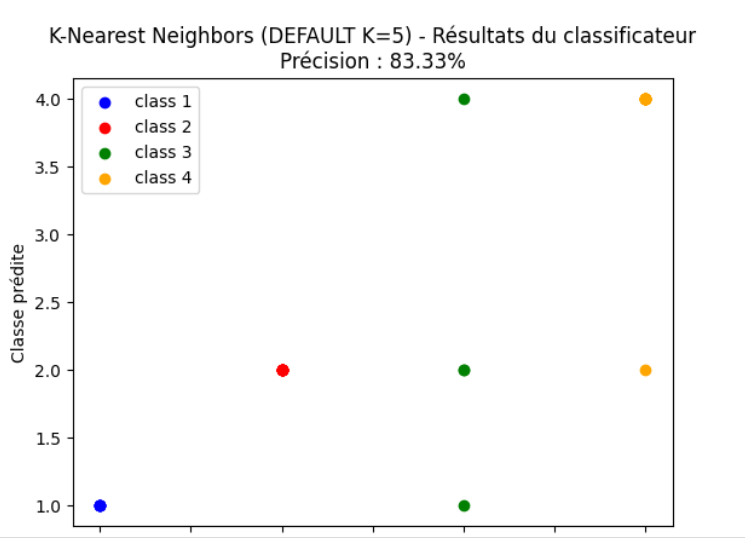 K-Nearest Neighbors (DEFAULT K=5) - Résultats du classificateur
Précision : 83.33%
class 1
class 2
class 3
class 4
Classe prédite
4.0
3.5
3.0
2.5
2.0
1.5
1.0